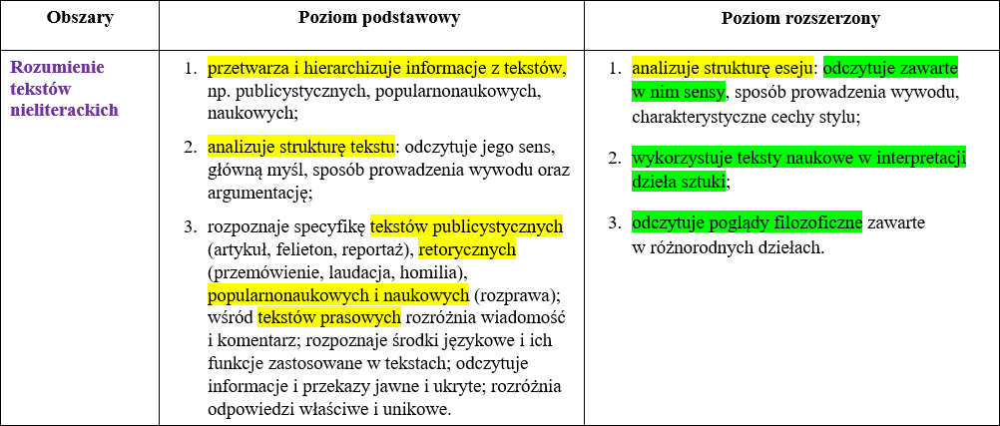 Obszary
Poziom podstawowy
Poziom rozszerzony
Rozumienie
tekstów
nieliterackich
1. przetwarza i hierarchizuje informacje z tekstów,
np. publicystycznych, popularnonaukowych,
naukowych;
2. analizuje strukturę tekstu: odczytuje jego sens,
główną myśl, sposób prowadzenia wywodu oraz
argumentację;
3. rozpoznaje specyfikę tekstów publicystycznych
(artykuł, felieton, reportaż), retorycznych
(przemówienie, laudacja, homilia),
popularnonaukowych i naukowych (rozprawa);
wśród tekstów prasowych rozróżnia wiadomość
i komentarz; rozpoznaje środki językowe i ich
funkcje zastosowane w tekstach; odczytuje
informacje i przekazy jawne i ukryte; rozróżnia
odpowiedzi właściwe i unikowe.
1. analizuje strukturę eseju: odczytuje zawarte
w nim sensy, sposób prowadzenia wywodu,
charakterystyczne cechy stylu;
2. wykorzystuje teksty naukowe w interpretacji
dzieła sztuki;
3. odczytuje poglądy filozoficzne zawarte
w różnorodnych dziełach.